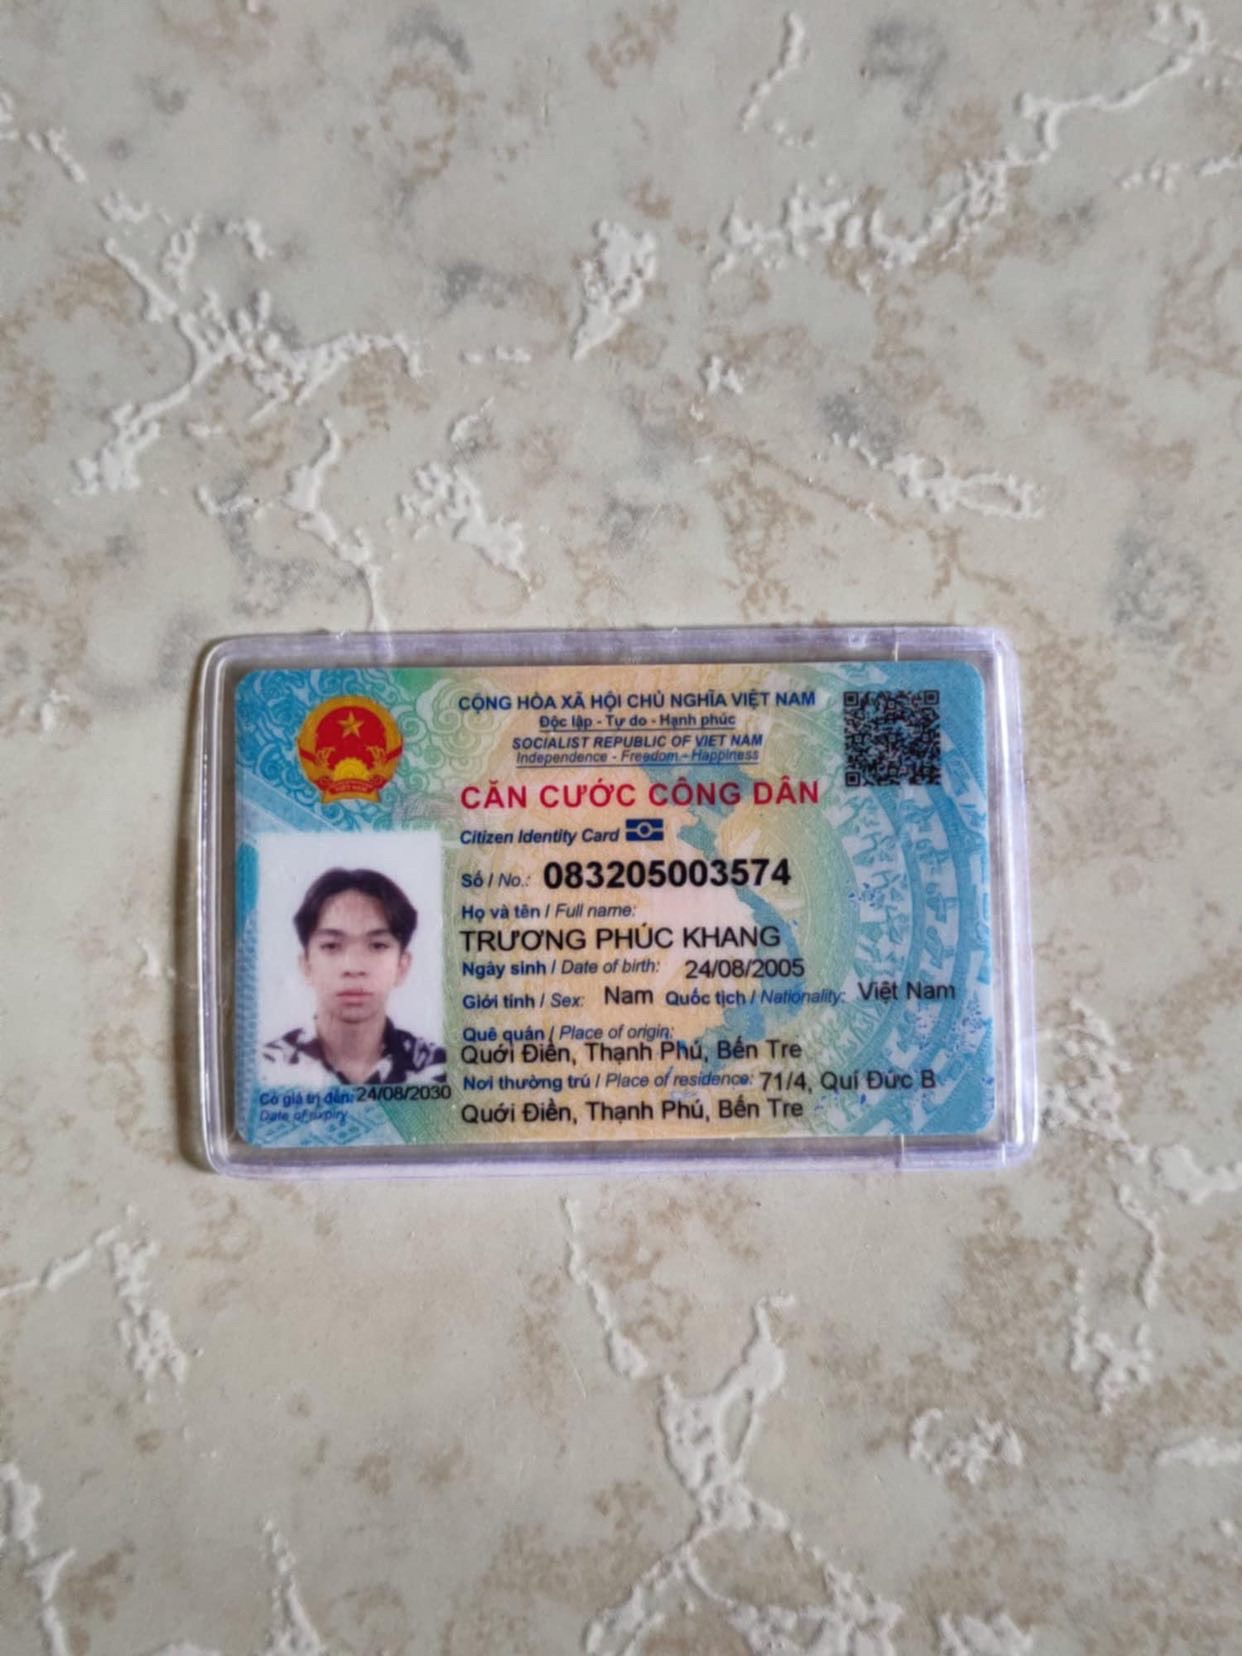 CỘNG HÒA XÃ HỘI CHỦ NGHĨA VIỆT NAM
Độc lập - Tự do - Hạnh phúc
SOCIALIST REPUBLIC OF VIET NAM
Independence - Freedom - Happiness
CĂN CƯỚC CÔNG DÂN
Citizen Identity Card
Số / No.: 083205003574
Họ và tên / Full name:
TRƯƠNG PHÚC KHANG
Ngày sinh / Date of birth: 24/08/2005
Giới tính / Sex: Nam Quốc tịch / Nationality: Việt Nam
Quê quán / Place of origin:
Quới Điền, Thạnh Phú, Bến Tre
Nơi thường trú / Place of residence: 71/4, Quí Đức B
Quới Điền, Thạnh Phú, Bến Tre
Có giá trị đến: 24/08/2030
Date of expiry